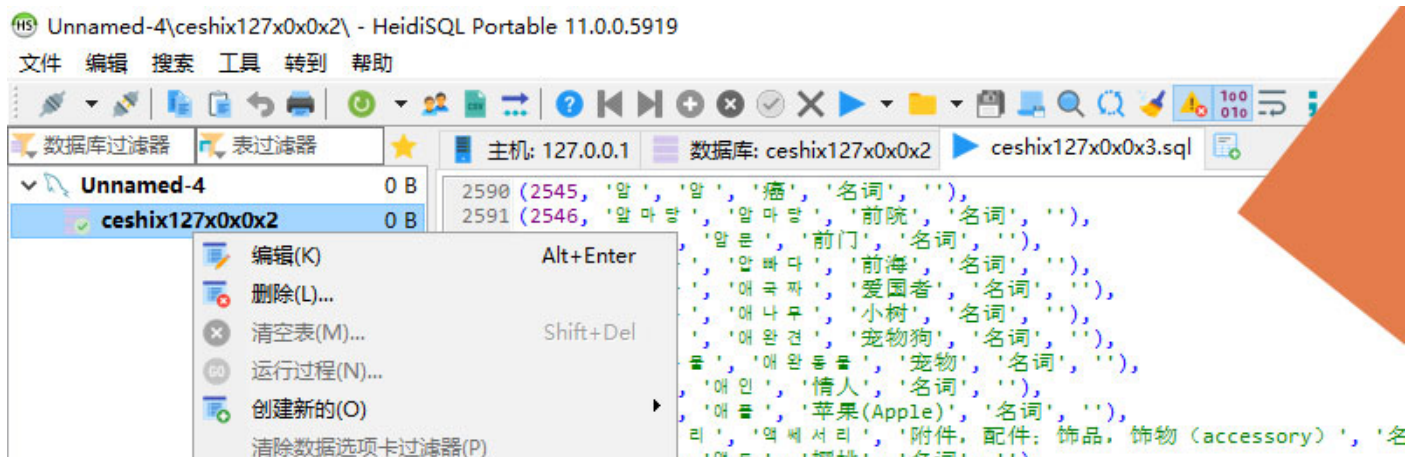 Unnamed-4\ceshix127x0x0x2\ - HeidiSQL Portable 11.0.0.5919
文件 编辑 搜索 工具 转到 帮助
数据库过滤器 表过滤器 主机: 127.0.0.1 数据库: ceshix127x0x0x2 ceshix127x0x0x3.sql
Unnamed-4 0 B
ceshix127x0x0x2 0 B
2590 (2545, '암', '암', '癌', '名词', ''),
2591 (2546, '앞마당', '앞마당', '前院', '名词', ''),
编辑(K) Alt+Enter
删除(L)...
清空表(M)... Shift+Del
运行过程(N)...
创建新的(O)
清除数据选项卡过滤器(P)
, '앞문', '前门', '名词', ''),
', '앞바다', '前海', '名词', ''),
', '애국짜', '爱国者', '名词', ''),
', '애나무', '小树', '名词', ''),
', '애완견', '宠物狗', '名词', ''),
물', '애완동물', '宠物', '名词', ''),
, '애인', '情人', '名词', ''),
, '애플', '苹果(Apple)', '名词', ''),
리', '액쎄서리', '附件，配件；饰品，饰物（accessory）', '名